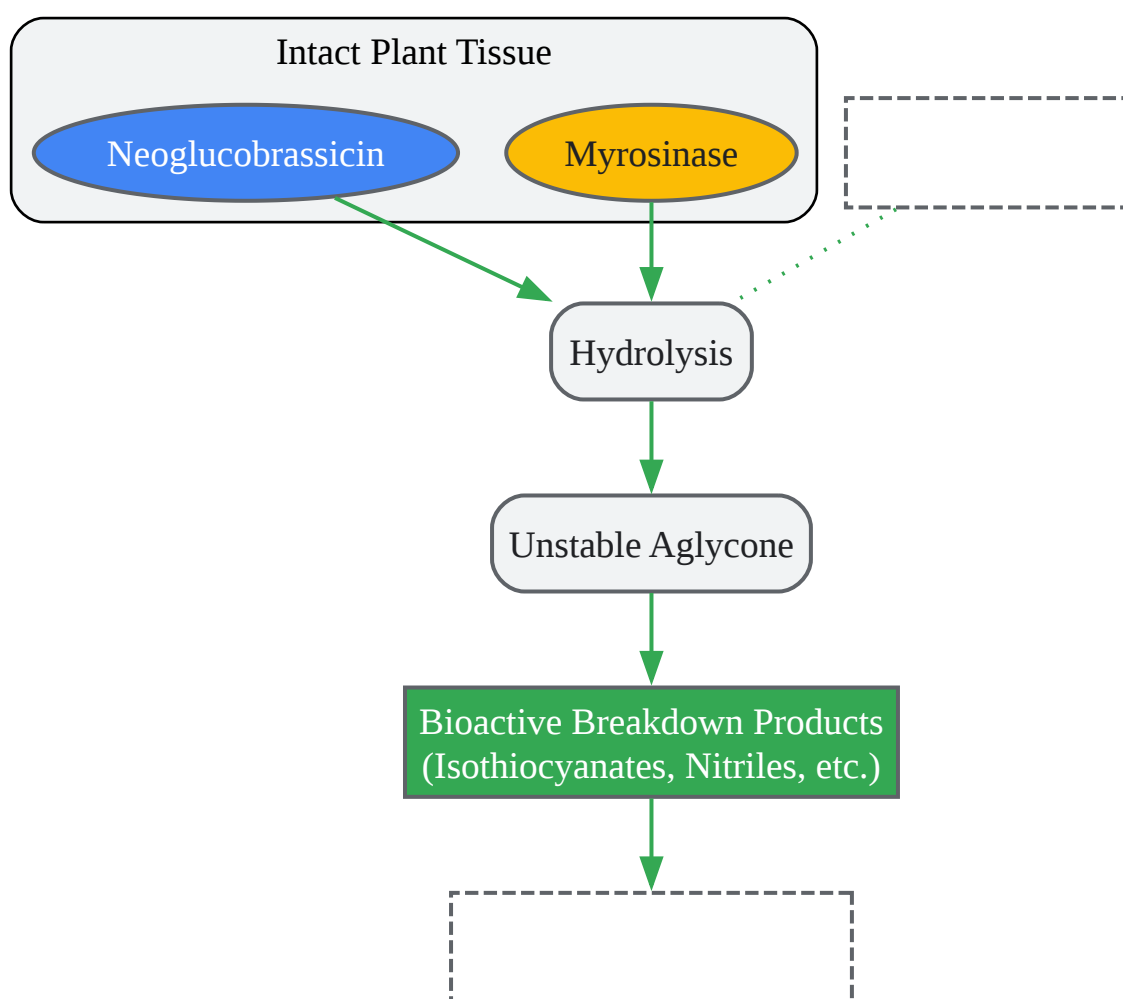 Intact Plant Tissue
Neoglucobrassicin
Myrosinase
Hydrolysis
Unstable Aglycone
Bioactive Breakdown Products
(Isothiocyanates, Nitriles, etc.)